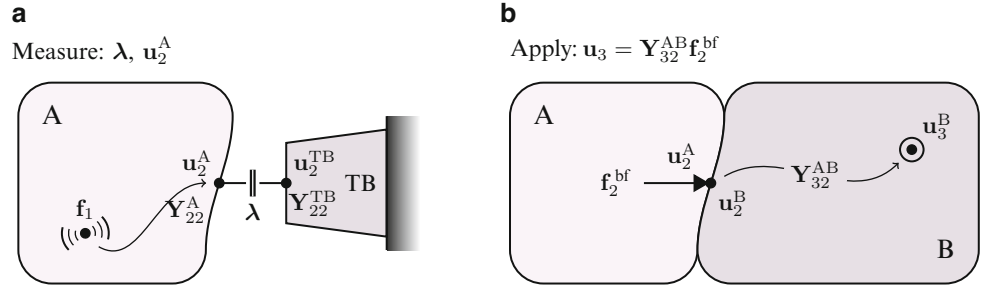 a
Measure: λ, u₂ᴬ
A
u₂ᴬ
f₁
Y₂₂ᴬ
λ
u₂ᵀᴮ
Y₂₂ᵀᴮ
TB
b
Apply: u₃ = Y₃₂ᴬᴮf₂ᵇᶠ
A
u₂ᴬ
f₂ᵇᶠ
u₂ᴮ
Y₃₂ᴬᴮ
u₃ᴮ
B